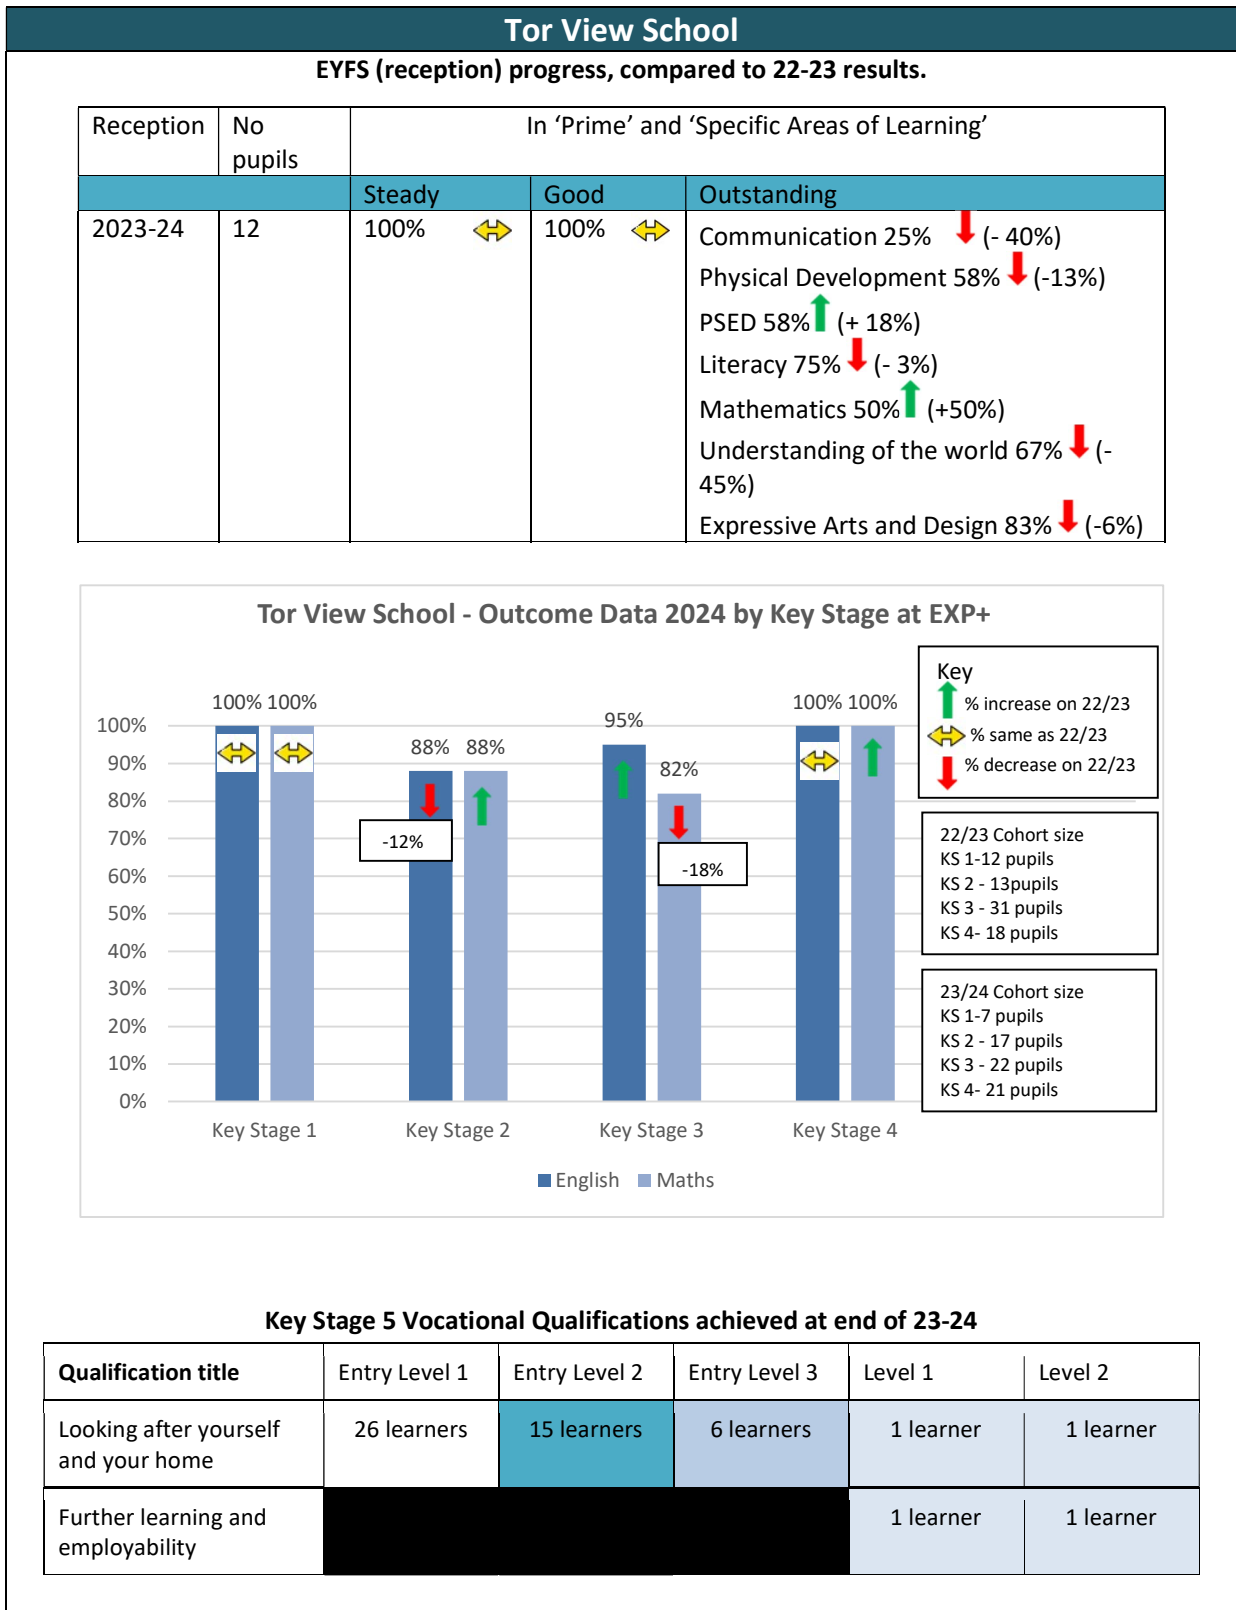 Tor View School
EYFS (reception) progress, compared to 22-23 results.
Reception
No
pupils
In ‘Prime’ and ‘Specific Areas of Learning’
Steady
Good
Outstanding
2023-24
12
100%
100%
Communication 25% (- 40%)
Physical Development 58% (-13%)
PSED 58% (+ 18%)
Literacy 75% (- 3%)
Mathematics 50% (+50%)
Understanding of the world 67% (-
45%)
Expressive Arts and Design 83% (-6%)
Tor View School - Outcome Data 2024 by Key Stage at EXP+
Key
% increase on 22/23
% same as 22/23
% decrease on 22/23
100% 100%
88% 88%
95%
82%
100% 100%
-12%
-18%
100%
90%
80%
70%
60%
50%
40%
30%
20%
10%
0%
22/23 Cohort size
KS 1-12 pupils
KS 2 - 13pupils
KS 3 - 31 pupils
KS 4- 18 pupils
23/24 Cohort size
KS 1-7 pupils
KS 2 - 17 pupils
KS 3 - 22 pupils
KS 4- 21 pupils
Key Stage 1
Key Stage 2
Key Stage 3
Key Stage 4
English
Maths
Key Stage 5 Vocational Qualifications achieved at end of 23-24
Qualification title
Entry Level 1
Entry Level 2
Entry Level 3
Level 1
Level 2
Looking after yourself
and your home
26 learners
15 learners
6 learners
1 learner
1 learner
Further learning and
employability
1 learner
1 learner